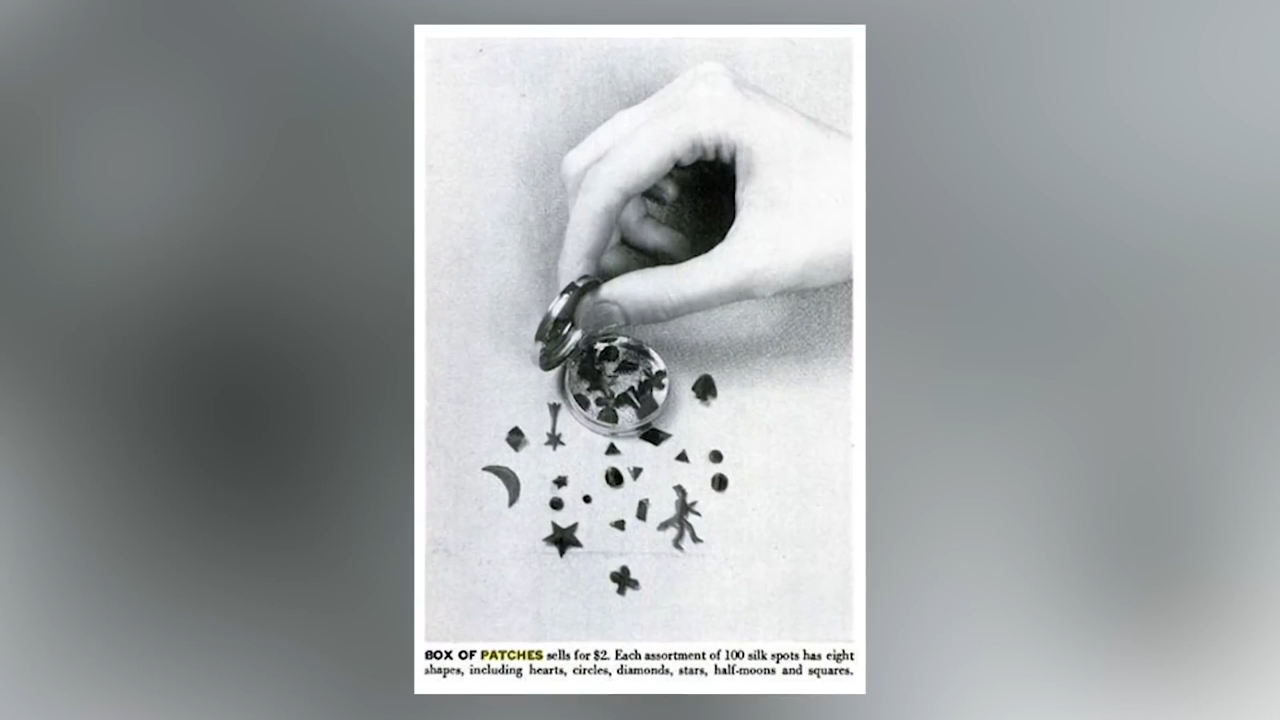 BOX OF PATCHES sells for $2. Each assortment of 100 silk spots has eight
shapes, including hearts, circles, diamonds, stars, half-moons and squares.